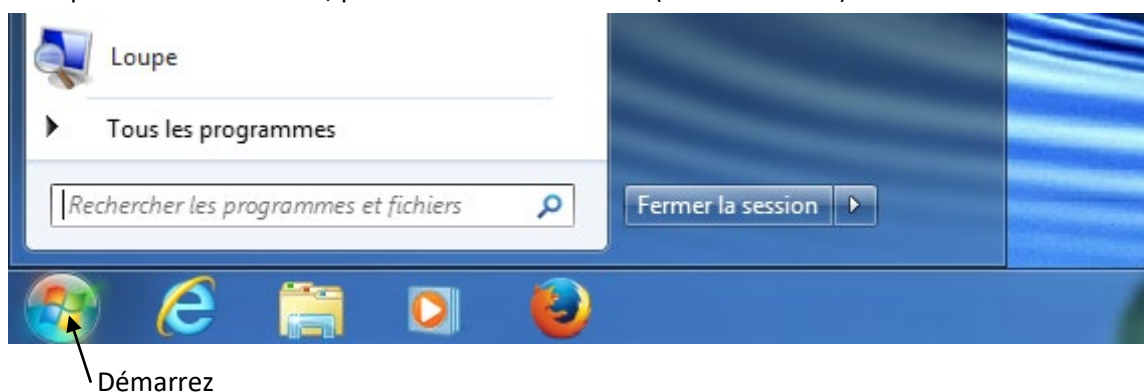 Loupe
Tous les programmes
Rechercher les programmes et fichiers
Fermer la session
Démarrez